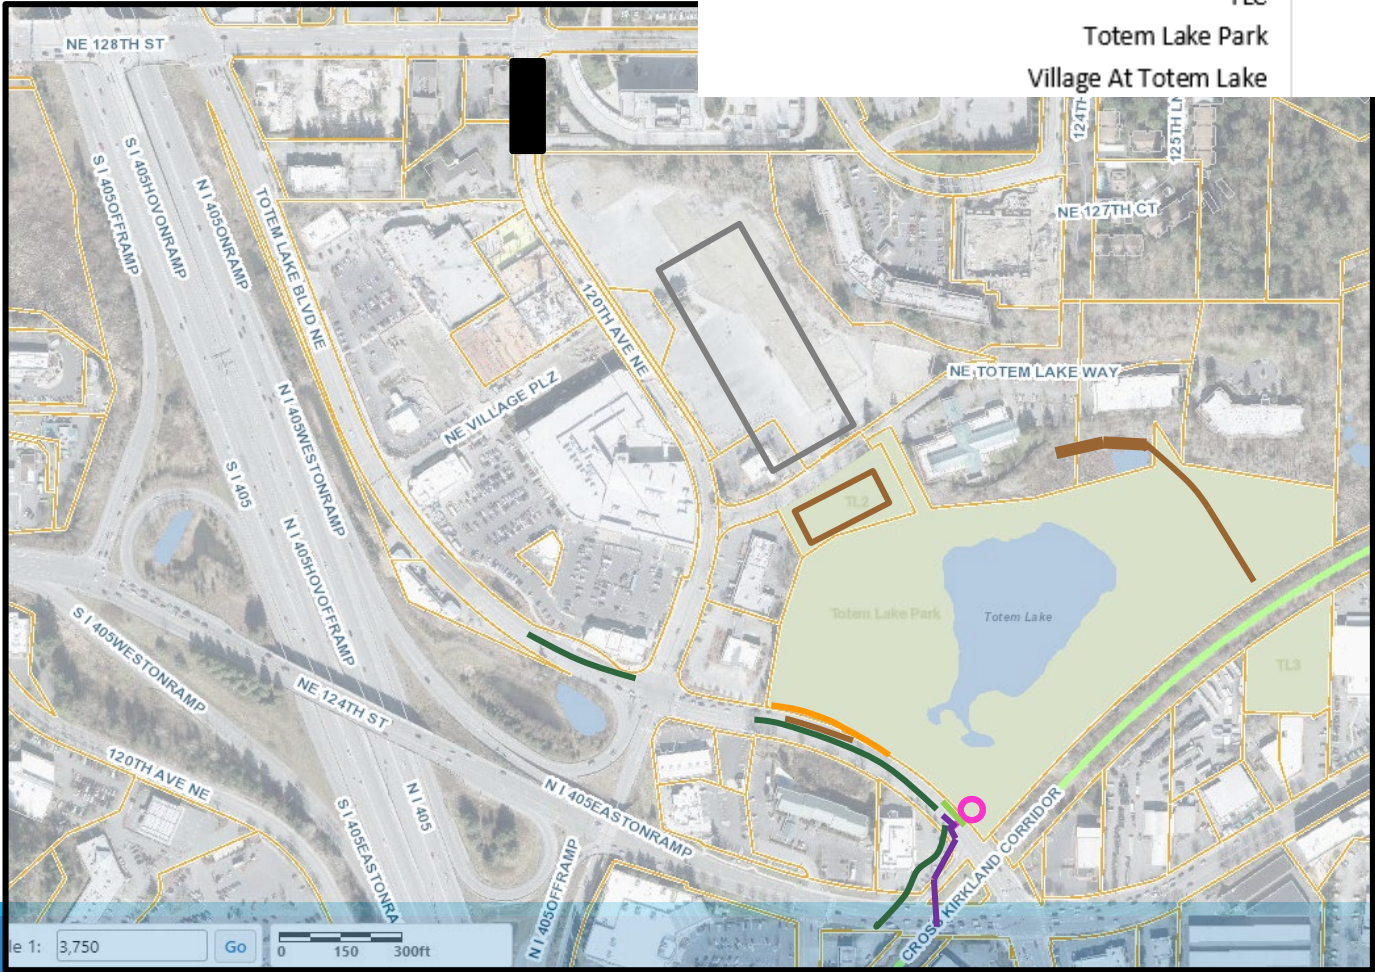 TLC
Totem Lake Park
Village At Totem Lake
NE 128TH ST
124TH
125TH LN
S I 405OFFRAMP
S I 405HOVONRAMP
N I 405ONRAMP
TOTEM LAKE BLVD NE
NE 127TH CT
120TH AVE NE
NE TOTEM LAKE WAY
NE VILLAGE PLZ
N I 405WESTONRAMP
S I 405
TL2
N I 405HOVOFFRAMP
Totem Lake Park
Totem Lake
TL3
S I 405WESTONRAMP
NE 124TH ST
120TH AVE NE
N I 405
S I 405EASTONRA
N I 405EASTONRAMP
N I 405OFFRAMP
CROSS KIRKLAND CORRIDOR
le 1:
3,750
Go
0 150 300ft